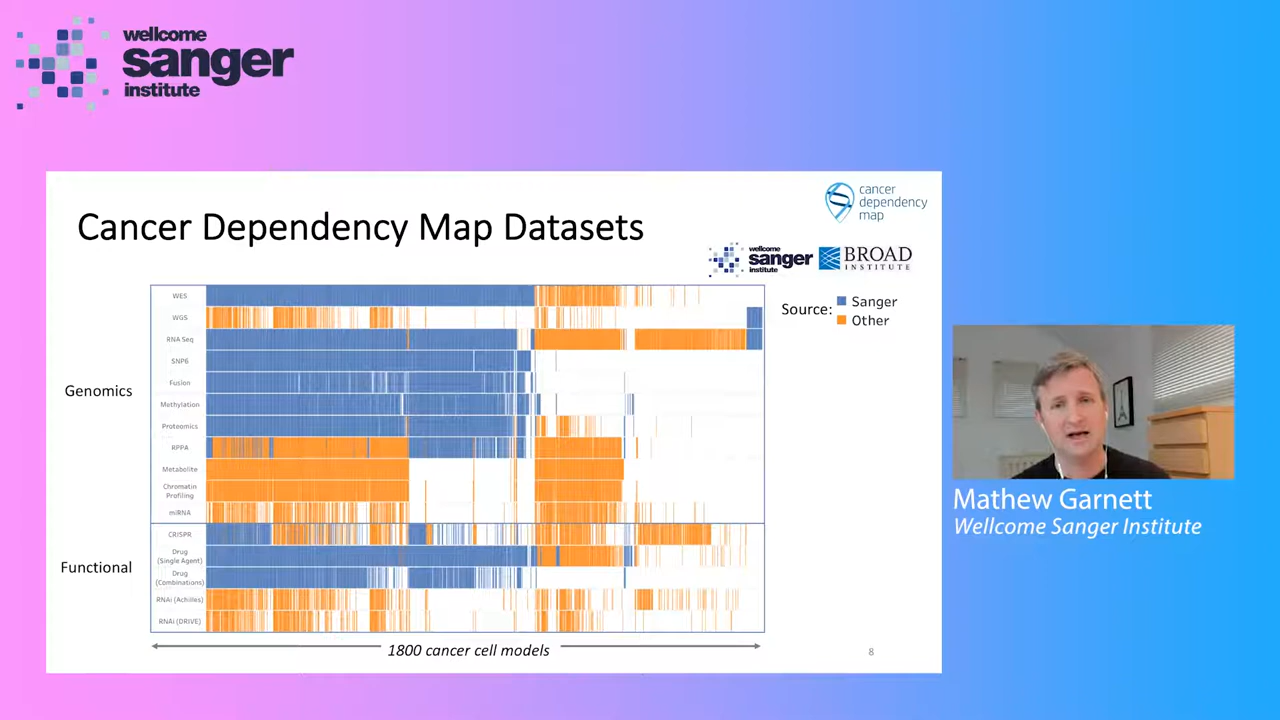 wellcome
sanger
institute
Cancer Dependency Map Datasets
cancer
dependency
map
wellcome
sanger
institute
BROAD
INSTITUTE
Source: Sanger
Other
Genomics
WES
WGS
RNA Seq
SNP6
Fusion
Methylation
Proteomics
RPPA
Metabolite
Chromatin
Profiling
miRNA
Functional
CRISPR
Drug
(Single Agent)
Drug
(Combinations)
RNAi (Achilles)
RNAi (DRIVE)
1800 cancer cell models
8
Mathew Garnett
Wellcome Sanger Institute